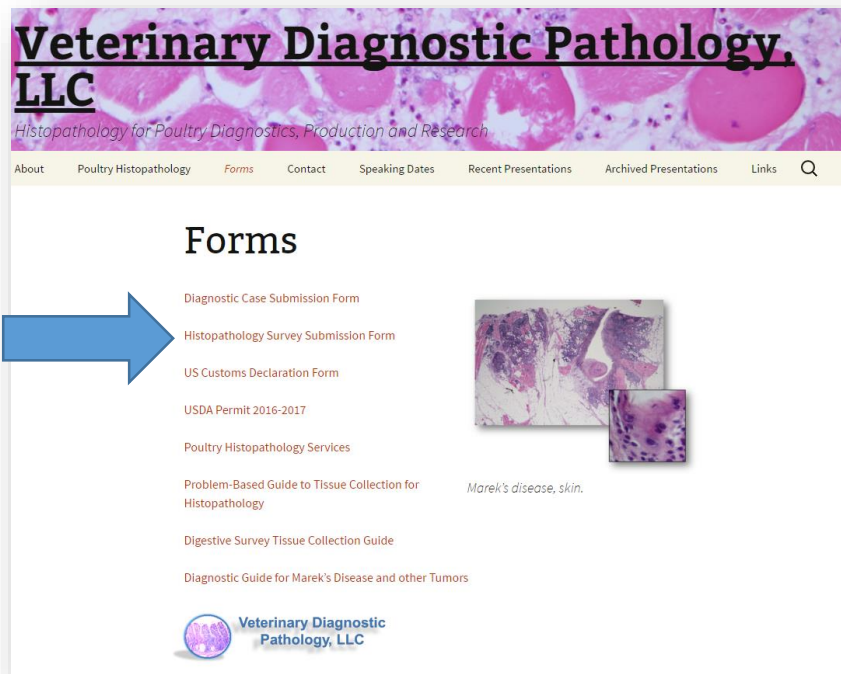 Veterinary Diagnostic Pathology,
LLC
Histopathology for Poultry Diagnostics, Production and Research
About Poultry Histopathology Forms Contact Speaking Dates Recent Presentations Archived Presentations Links
Forms
Diagnostic Case Submission Form
Histopathology Survey Submission Form
US Customs Declaration Form
USDA Permit 2016-2017
Poultry Histopathology Services
Problem-Based Guide to Tissue Collection for
Histopathology
Digestive Survey Tissue Collection Guide
Diagnostic Guide for Marek's Disease and other Tumors
Marek's disease, skin.
Veterinary Diagnostic
Pathology, LLC